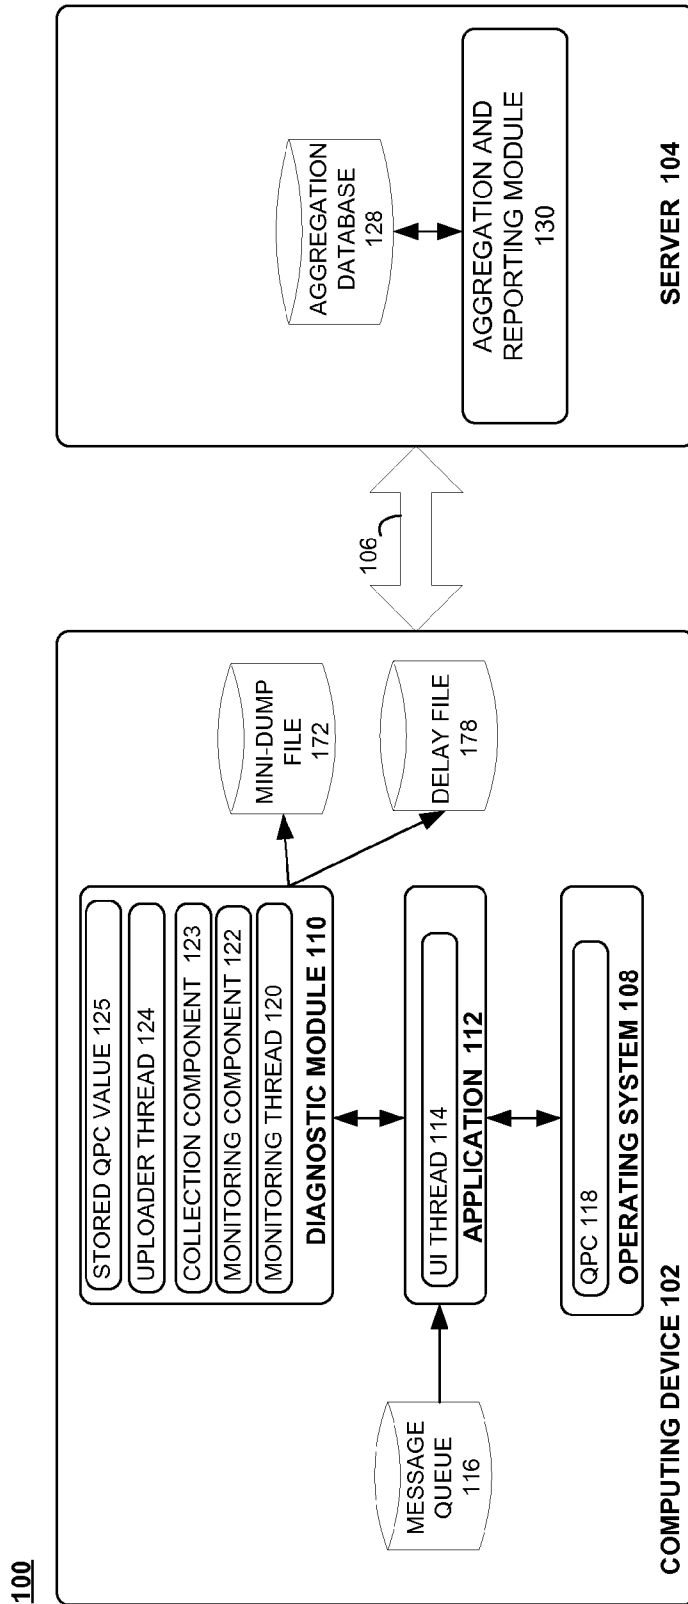 100
STORED QPC VALUE 125
UPLOADER THREAD 124
COLLECTION COMPONENT 123
MONITORING COMPONENT 122
MONITORING THREAD 120
DIAGNOSTIC MODULE 110
MINI-DUMP
FILE
172
DELAY FILE
178
MESSAGE
QUEUE
116
UI THREAD 114
APPLICATION 112
QPC 118
OPERATING SYSTEM 108
COMPUTING DEVICE 102
106
AGGREGATION
DATABASE
128
AGGREGATION AND
REPORTING MODULE
130
SERVER 104